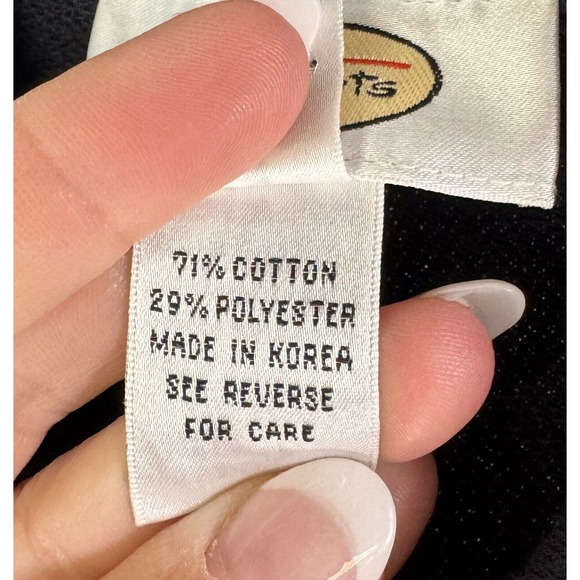 71% COTTON
29% POLYESTER
MADE IN KOREA
SEE REVERSE
FOR CARE